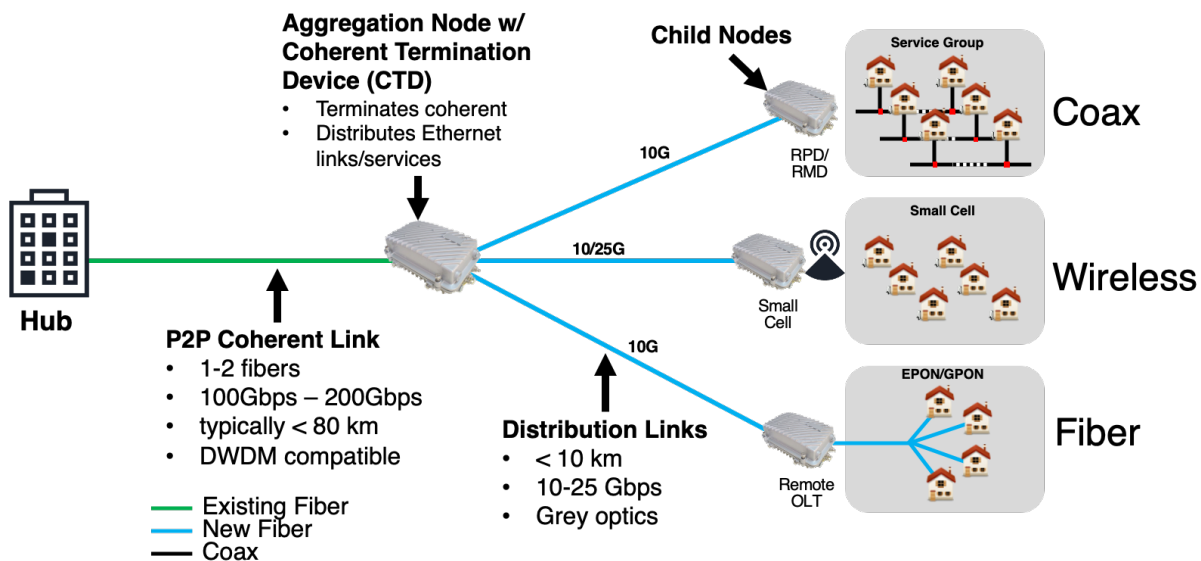 Aggregation Node w/
Coherent Termination
Device (CTD)
• Terminates coherent
• Distributes Ethernet
links/services
Child Nodes
Service Group
Coax
10G
RPD/
RMD
Small Cell
10/25G
Wireless
Small
Cell
Hub
P2P Coherent Link
• 1-2 fibers
• 100Gbps – 200Gbps
• typically < 80 km
• DWDM compatible
10G
EPON/GPON
Distribution Links
• < 10 km
• 10-25 Gbps
• Grey optics
Fiber
Remote
OLT
Existing Fiber
New Fiber
Coax